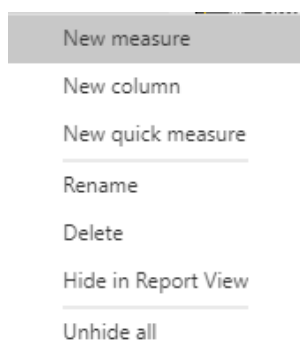 New measure
New column
New quick measure
Rename
Delete
Hide in Report View
Unhide all